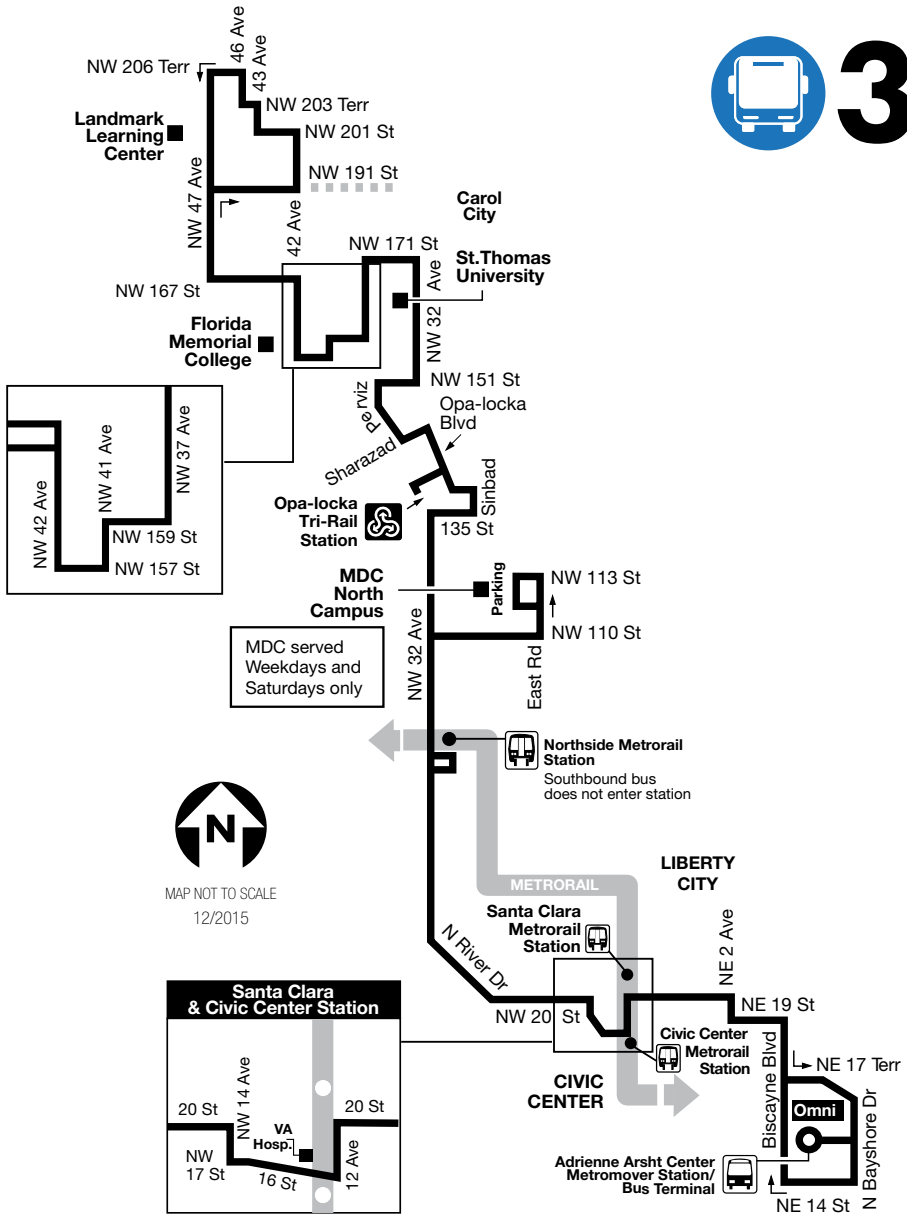 3
46 Ave
43 Ave
NW 206 Terr
NW 203 Terr
Landmark
Learning
Center
NW 201 St
NW 191 St
NW 47 Ave
42 Ave
Carol
City
NW 171 St
St.Thomas
University
NW 167 St
NW 32 Ave
Florida
Memorial
College
NW 151 St
Perviz
Opa-locka
Blvd
Sharazad
Sinbad
NW 42 Ave
NW 41 Ave
NW 37 Ave
NW 159 St
NW 157 St
Opa-locka
Tri-Rail
Station
135 St
MDC
North
Campus
Parking
NW 113 St
NW 110 St
East Rd
NW 32 Ave
MDC served
Weekdays and
Saturdays only
Northside Metrorail
Station
Southbound bus
does not enter station
N
MAP NOT TO SCALE
12/2015
METRORAIL
LIBERTY
CITY
Santa Clara
Metrorail
Station
N River Dr
NE 2 Ave
NW 20 St
NE 19 St
Civic Center
Metrorail
Station
CIVIC
CENTER
Biscayne Blvd
NE 17 Terr
Omni
N Bayshore Dr
Adrienne Arsht Center
Metromover Station/
Bus Terminal
NE 14 St
Santa Clara
& Civic Center Station
20 St
NW 14 Ave
20 St
VA
Hosp.
NW
17 St
16 St
12 Ave